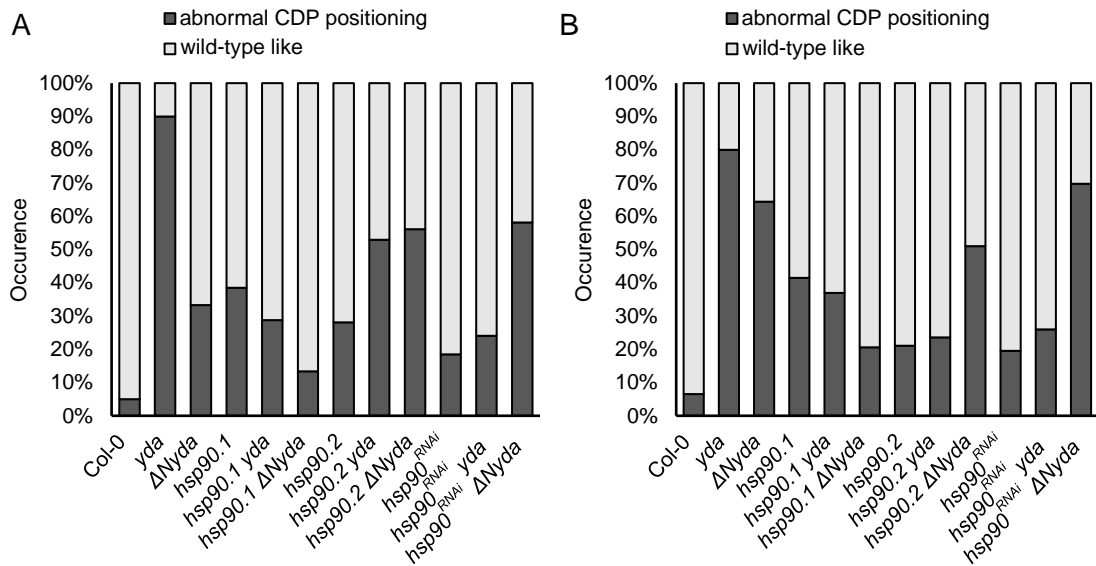 A
abnormal CDP positioning
wild-type like
100%
90%
80%
70%
60%
50%
40%
30%
20%
10%
0%
Occurence
Col-0
yda
ΔNyda
hsp90.1
hsp90.1 yda
hsp90.1 ΔNyda
hsp90.2
hsp90.2 yda
hsp90.2 ΔNyda
hsp90RNAi
hsp90RNAi yda
hsp90RNAi ΔNyda
B
abnormal CDP positioning
wild-type like
100%
90%
80%
70%
60%
50%
40%
30%
20%
10%
0%
Occurence
Col-0
yda
ΔNyda
hsp90.1
hsp90.1 yda
hsp90.1 ΔNyda
hsp90.2
hsp90.2 yda
hsp90.2 ΔNyda
hsp90RNAi
hsp90RNAi yda
hsp90RNAi ΔNyda